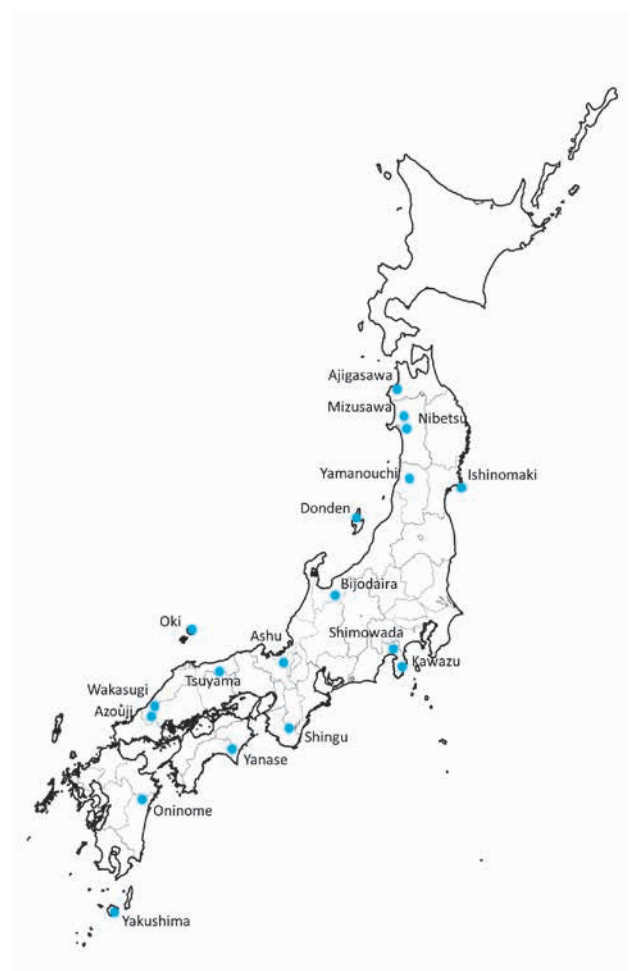 Ajigasawa
Mizusawa
Nibetsu
Yamanouchi
Ishinomaki
Donden
Bijodaira
Oki
Ashu
Shimowada
Kawazu
Tsuyama
Wakasugi
Azouji
Shingu
Yanase
Oninome
Yakushima